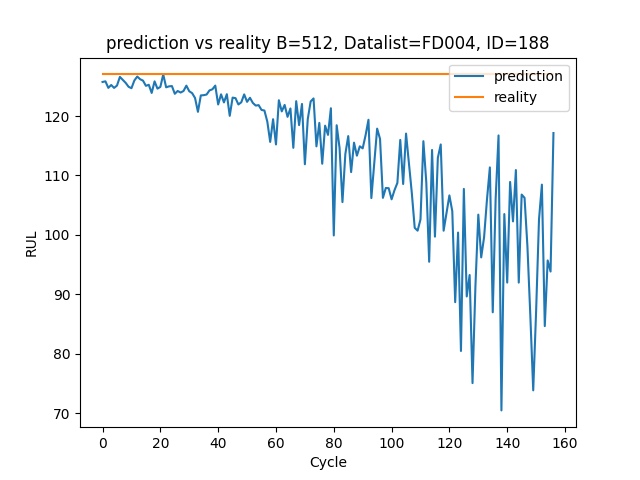 prediction vs reality B=512, Datalist=FD004, ID=188
prediction
reality
RUL
120
110
100
90
80
70
0 20 40 60 80 100 120 140 160
Cycle